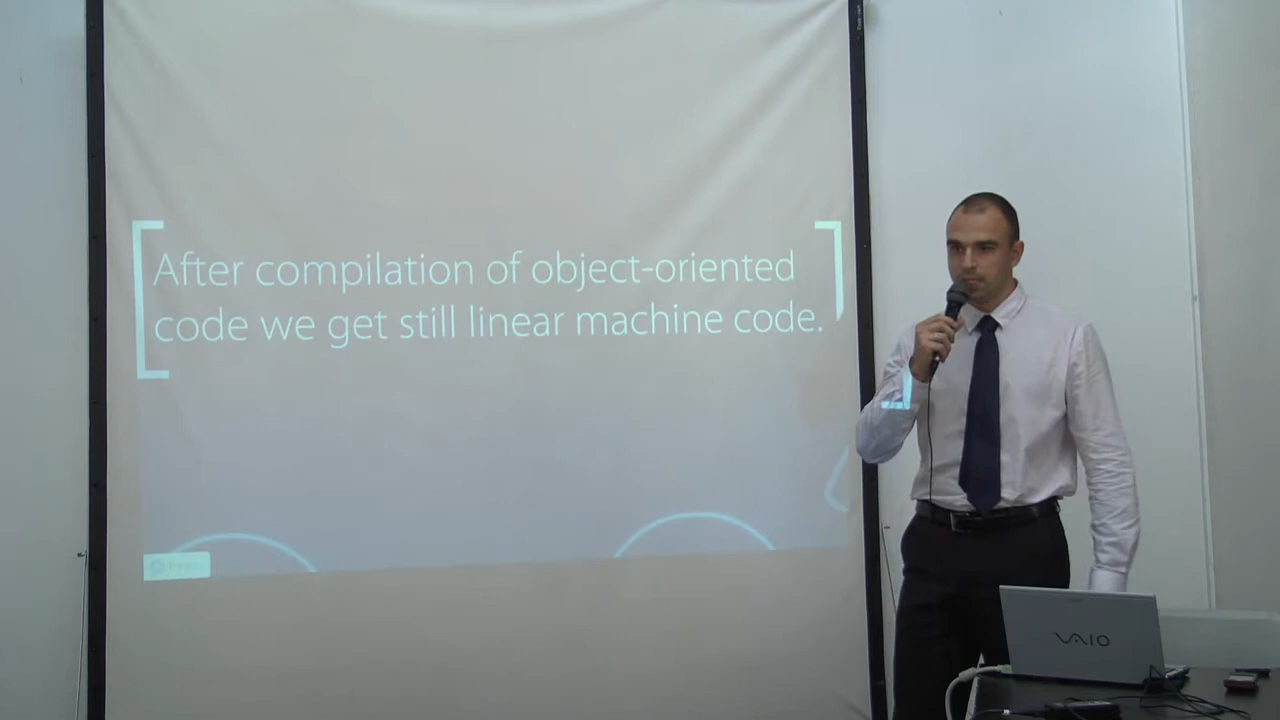 After compilation of object-oriented
code we get still linear machine code.
VAIO